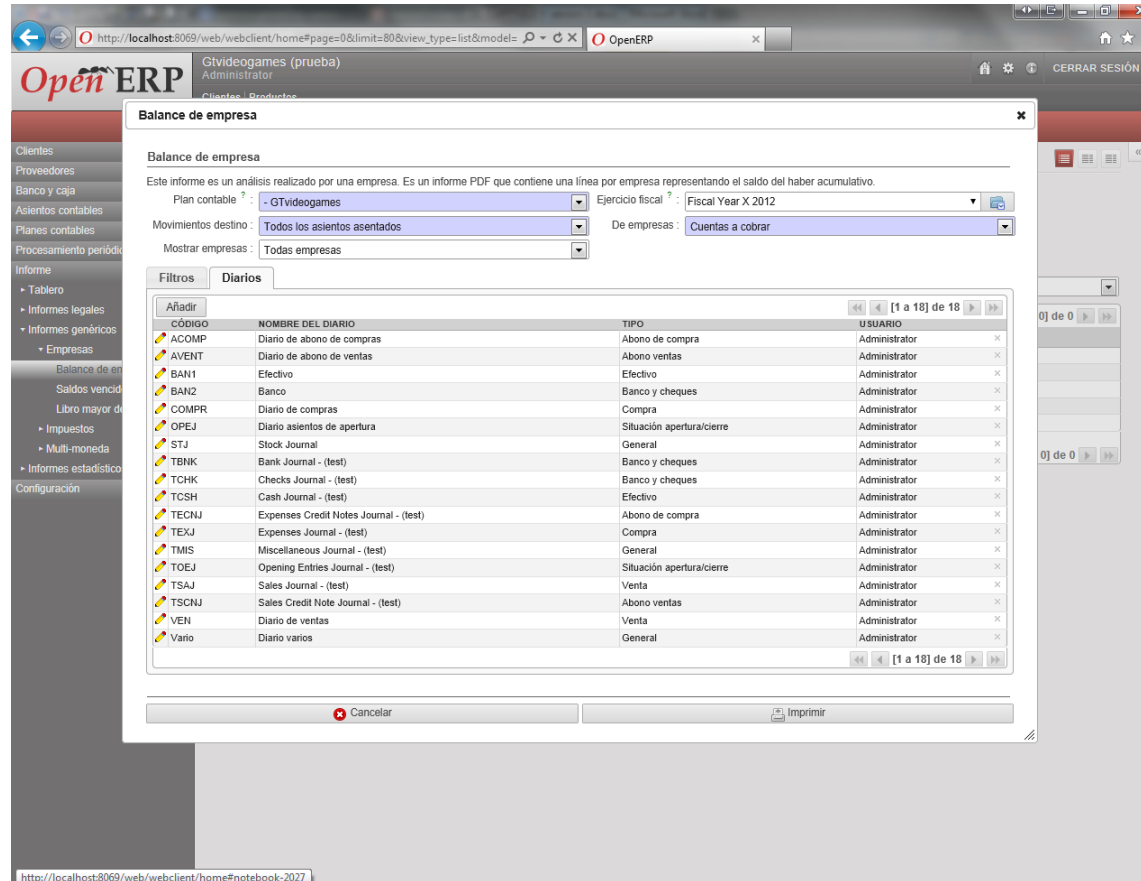 http://localhost:8069/web/webclient/home#page=0&limit=80&view_type=list&model=
OpenERP
Open ERP
Gtvideogames (prueba)
Administrator
CERRAR SESIÓN
Clientes | Productos
Balance de empresa
Clientes
Proveedores
Banco y caja
Asientos contables
Planes contables
Procesamiento periódic
Informe
Tablero
Informes legales
Informes genéricos
Empresas
Balance de en
Saldos vencid
Libro mayor de
Impuestos
Multi-moneda
Informes estadístico
Configuración
Balance de empresa
Este informe es un análisis realizado por una empresa. Es un informe PDF que contiene una línea por empresa representando el saldo del haber acumulativo.
Plan contable ? : - GTvideogames Ejercicio fiscal ? : Fiscal Year X 2012
Movimientos destino : Todos los asientos asentados De empresas : Cuentas a cobrar
Mostrar empresas : Todas empresas
Filtros Diarios
Añadir [1 a 18] de 18
CÓDIGO NOMBRE DEL DIARIO TIPO USUARIO
ACOMP Diario de abono de compras Abono de compra Administrator
AVENT Diario de abono de ventas Abono ventas Administrator
BAN1 Efectivo Efectivo Administrator
BAN2 Banco Banco y cheques Administrator
COMPR Diario de compras Compra Administrator
OPEJ Diario asientos de apertura Situación apertura/cierre Administrator
STJ Stock Journal General Administrator
TBNK Bank Journal - (test) Banco y cheques Administrator
TCHK Checks Journal - (test) Banco y cheques Administrator
TCSH Cash Journal - (test) Efectivo Administrator
TECNJ Expenses Credit Notes Journal - (test) Abono de compra Administrator
TEXJ Expenses Journal - (test) Compra Administrator
TMIS Miscellaneous Journal - (test) General Administrator
TOEJ Opening Entries Journal - (test) Situación apertura/cierre Administrator
TSAJ Sales Journal - (test) Venta Administrator
TSCNJ Sales Credit Note Journal - (test) Abono ventas Administrator
VEN Diario de ventas Venta Administrator
Vario Diario varios General Administrator
[1 a 18] de 18
Cancelar Imprimir
0] de 0
0] de 0
http://localhost:8069/web/webclient/home#notebook-2027